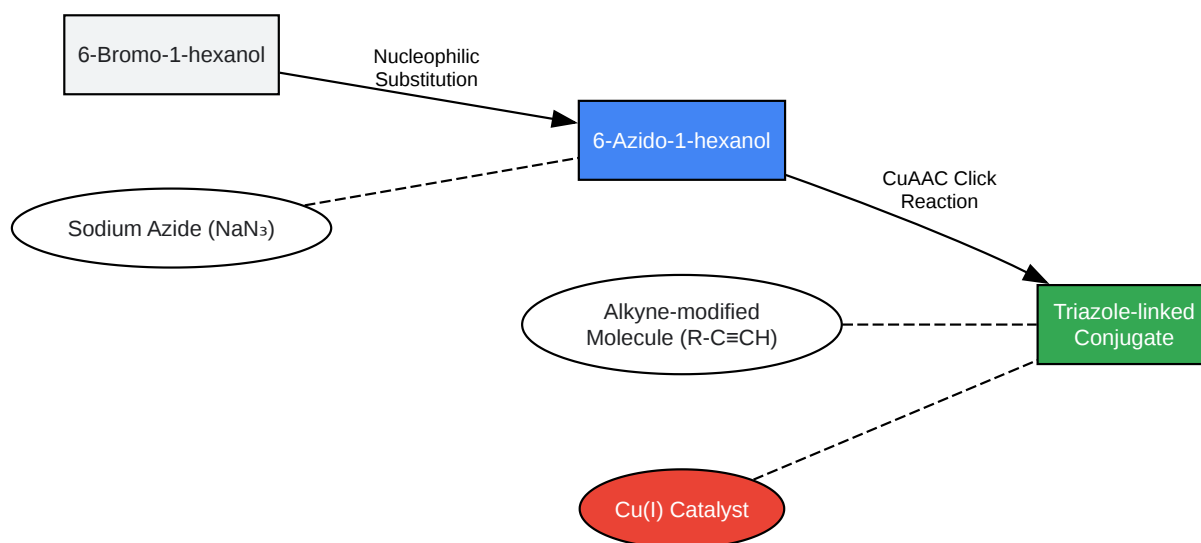 6-Bromo-1-hexanol
Nucleophilic
Substitution
6-Azido-1-hexanol
Sodium Azide (NaN₃)
CuAAC Click
Reaction
Alkyne-modified
Molecule (R-C≡CH)
Triazole-linked
Conjugate
Cu(I) Catalyst